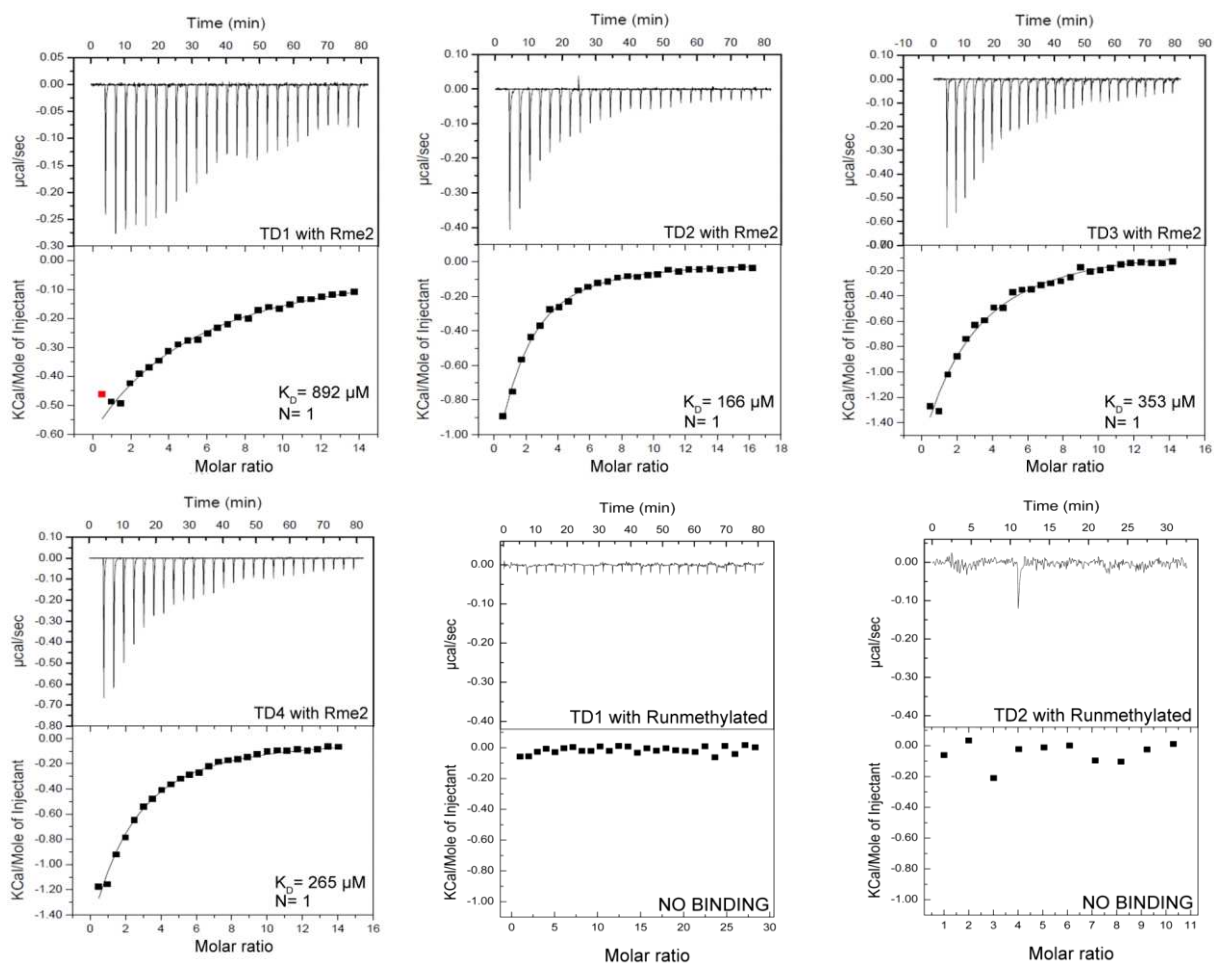 Time (min)
0 10 20 30 40 50 60 70 80
0.05
0.00
-0.05
-0.10
-0.15
-0.20
-0.25
-0.30
µcal/sec
TD1 with Rme2
0.00
-0.10
-0.20
-0.30
-0.40
-0.50
-0.60
KCal/Mole of Injectant
K_D= 892 µM
N= 1
0 2 4 6 8 10 12 14
Molar ratio
Time (min)
0 10 20 30 40 50 60 70 80
0.10
0.00
-0.10
-0.20
-0.30
-0.40
µcal/sec
TD2 with Rme2
0.00
-0.20
-0.40
-0.60
-0.80
-1.00
KCal/Mole of Injectant
K_D= 166 µM
N= 1
0 2 4 6 8 10 12 14 16 18
Molar ratio
Time (min)
-10 0 10 20 30 40 50 60 70 80 90
0.10
0.00
-0.10
-0.20
-0.30
-0.40
-0.50
-0.60
µcal/sec
TD3 with Rme2
-0.20
-0.40
-0.60
-0.80
-1.00
-1.20
-1.40
KCal/Mole of Injectant
K_D= 353 µM
N= 1
0 2 4 6 8 10 12 14 16
Molar ratio
Time (min)
0 10 20 30 40 50 60 70 80
0.10
0.00
-0.10
-0.20
-0.30
-0.40
-0.50
-0.60
-0.70
-0.80
µcal/sec
TD4 with Rme2
0.00
-0.20
-0.40
-0.60
-0.80
-1.00
-1.20
-1.40
KCal/Mole of Injectant
K_D= 265 µM
N= 1
0 2 4 6 8 10 12 14 16
Molar ratio
Time (min)
0 10 20 30 40 50 60 70 80
0.00
-0.10
-0.20
-0.30
-0.40
µcal/sec
TD1 with Runmethylated
0.00
-0.20
-0.40
-0.60
-0.80
-1.00
KCal/Mole of Injectant
NO BINDING
0 5 10 15 20 25 30
Molar ratio
Time (min)
0 5 10 15 20 25 30
0.00
-0.10
-0.20
-0.30
-0.40
µcal/sec
TD2 with Runmethylated
0.00
-0.20
-0.40
-0.60
-0.80
-1.00
KCal/Mole of Injectant
NO BINDING
1 2 3 4 5 6 7 8 9 10 11
Molar ratio